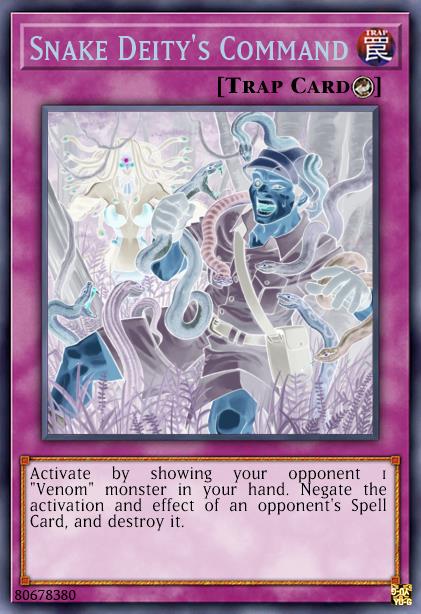 Snake Deity's Command
TRAP
罠
[Trap Card]
Activate by showing your opponent 1
"Venom" monster in your hand. Negate the
activation and effect of an opponent's Spell
Card, and destroy it.
80678380